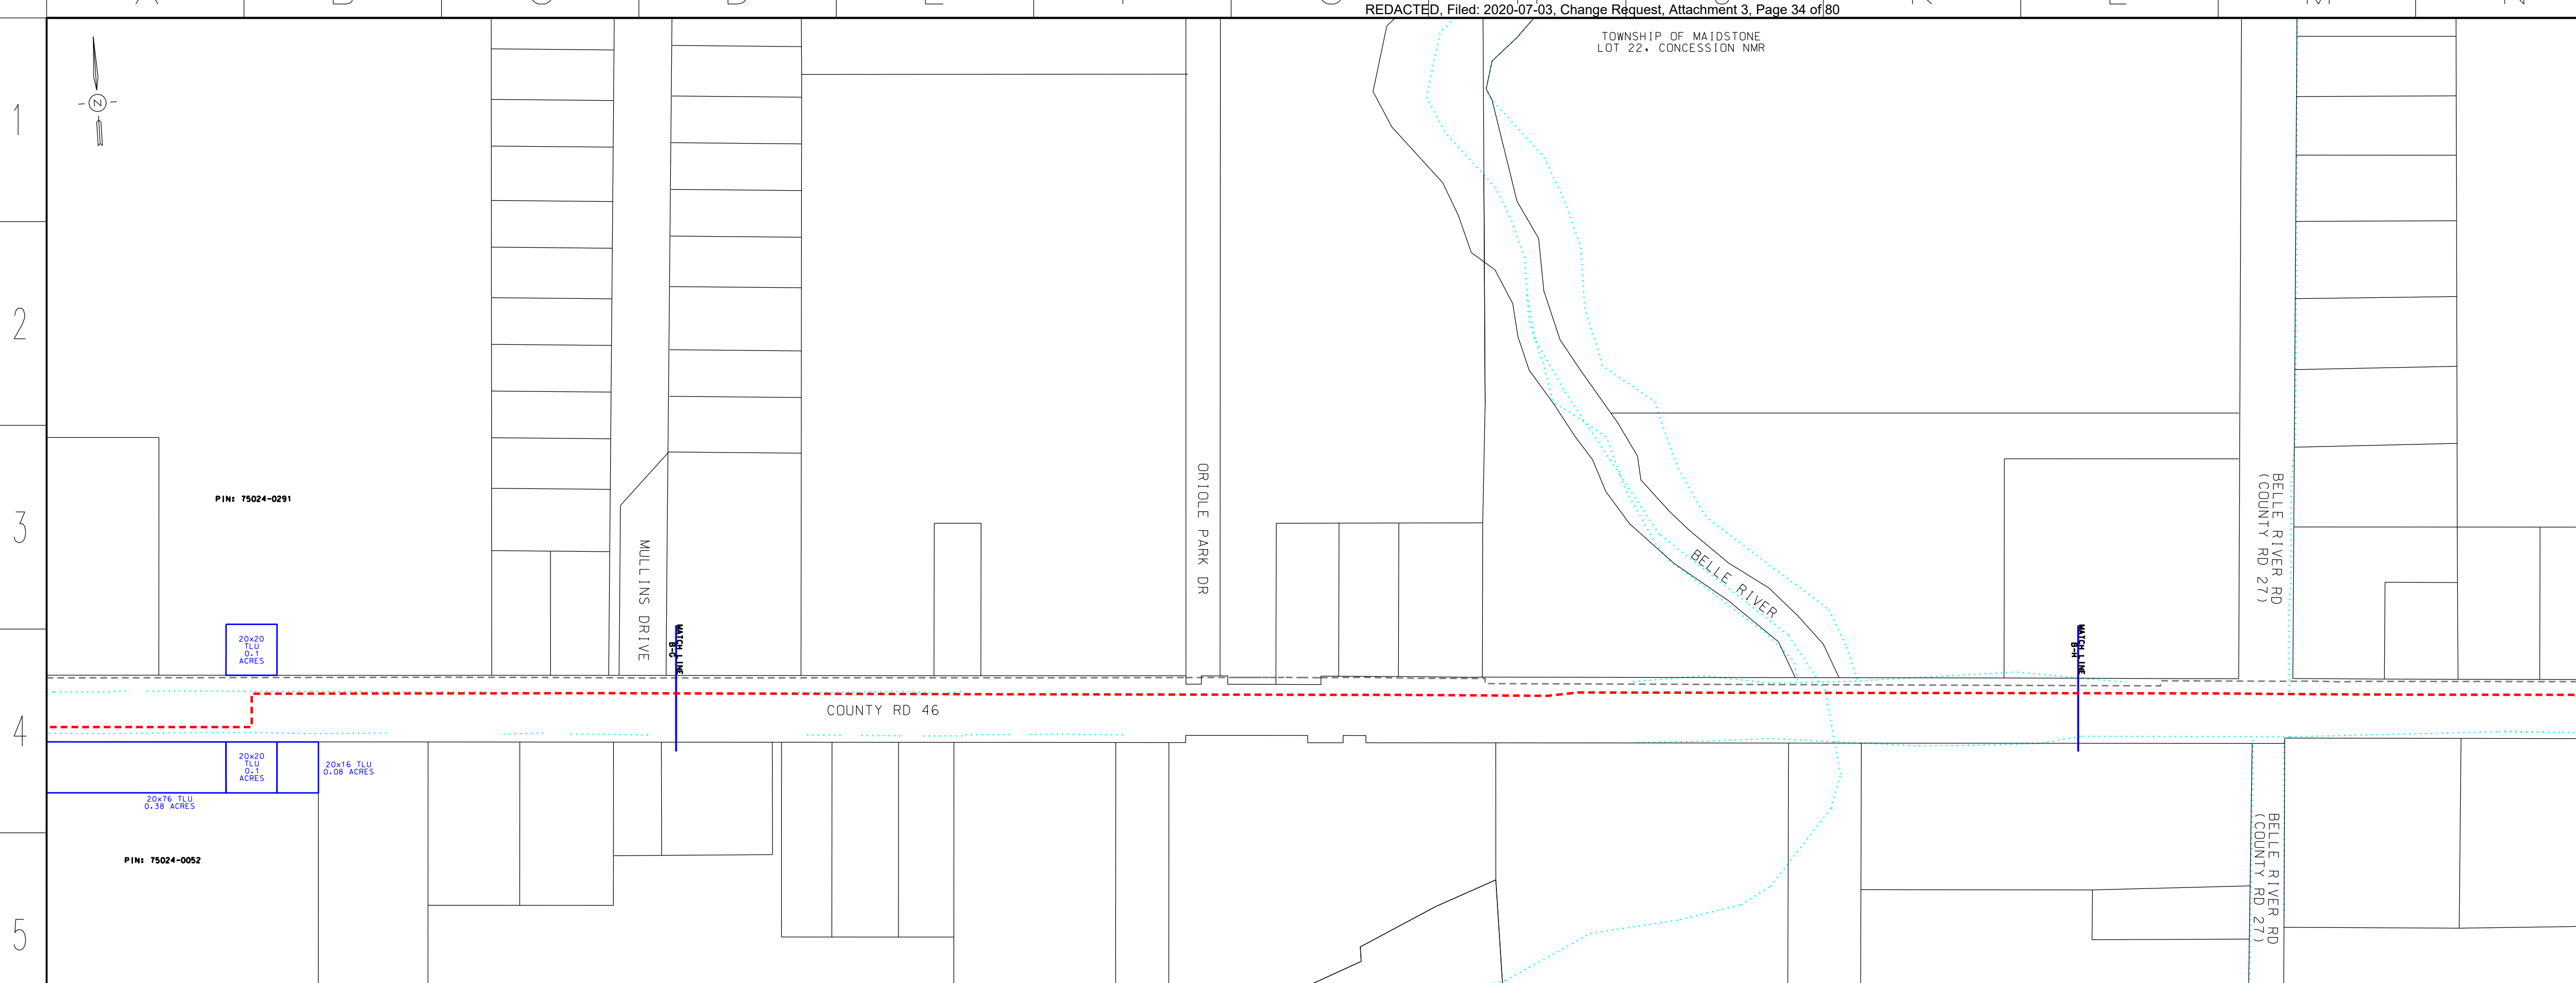 REDACTED, Filed: 2020-07-03, Change Request, Attachment 3, Page 34 of 80
TOWNSHIP OF MAIDSTONE
LOT 22, CONCESSION NMR
N
1
2
3
4
5
PIN: 75024-0291
MULLINS DRIVE
ORIOLE PARK DR
BELLE RIVER
BELLE RIVER RD
(COUNTY RD 27)
20x20
TLU
0.1
ACRES
MATCH LINE
B-G
MATCH LINE
B-H
COUNTY RD 46
20x20
TLU
0.1
ACRES
20x16 TLU
0.08 ACRES
20x76 TLU
0.38 ACRES
PIN: 75024-0052
BELLE RIVER RD
(COUNTY RD 27)